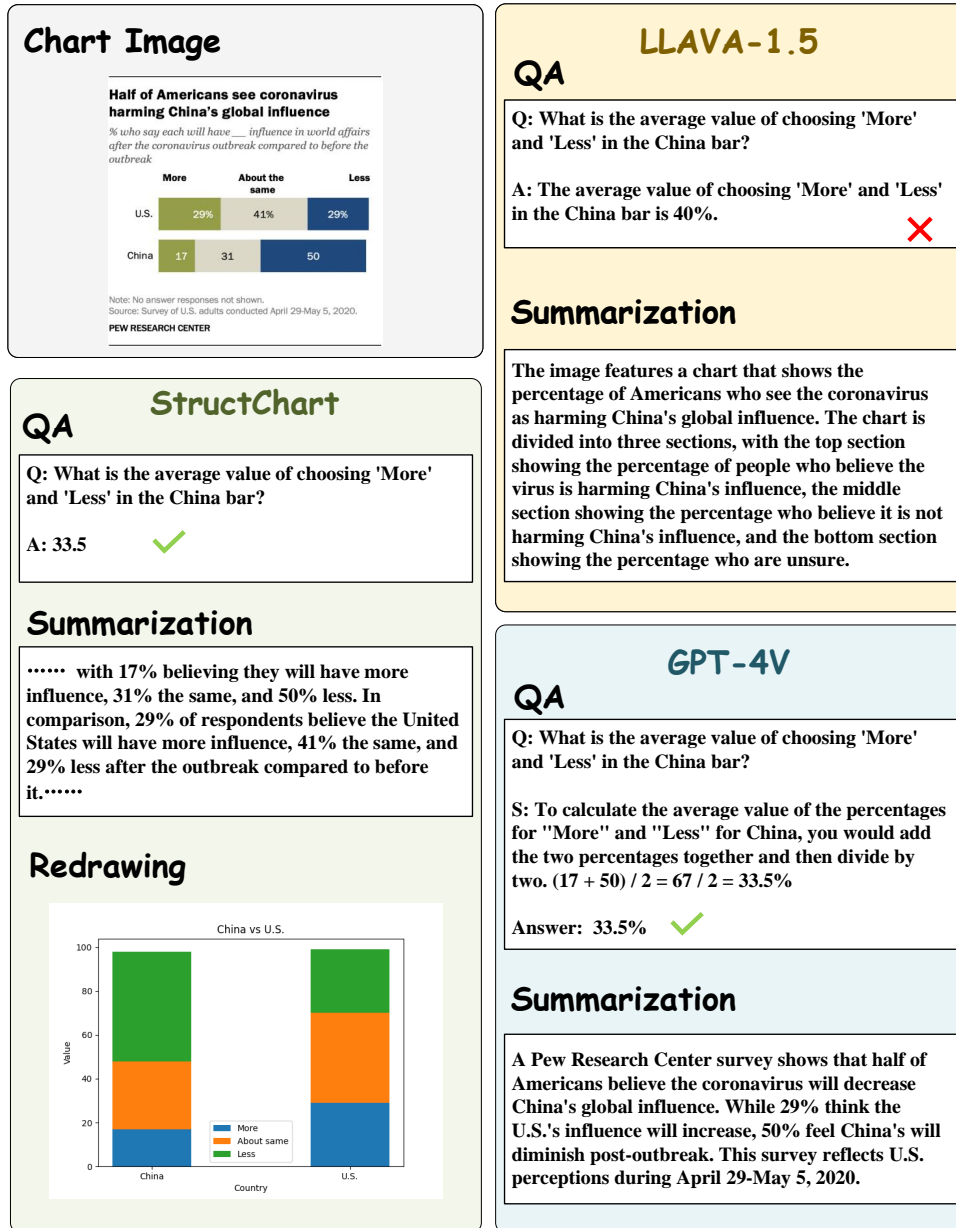 Chart Image
Half of Americans see coronavirus
harming China's global influence
% who say each will have __ influence in world affairs
after the coronavirus outbreak compared to before the
outbreak
More About the Less
same
U.S. 29% 41% 29%
China 17 31 50
Note: No answer responses not shown.
Source: Survey of U.S. adults conducted April 29-May 5, 2020.
PEW RESEARCH CENTER
StructChart
QA
Q: What is the average value of choosing 'More'
and 'Less' in the China bar?
A: 33.5
Summarization
······ with 17% believing they will have more
influence, 31% the same, and 50% less. In
comparison, 29% of respondents believe the United
States will have more influence, 41% the same, and
29% less after the outbreak compared to before
it.······
Redrawing
China vs U.S.
100
80
60
40
20
0
Value
More
About same
Less
China U.S.
Country
LLAVA-1.5
QA
Q: What is the average value of choosing 'More'
and 'Less' in the China bar?
A: The average value of choosing 'More' and 'Less'
in the China bar is 40%.
Summarization
The image features a chart that shows the
percentage of Americans who see the coronavirus
as harming China's global influence. The chart is
divided into three sections, with the top section
showing the percentage of people who believe the
virus is harming China's influence, the middle
section showing the percentage who believe it is not
harming China's influence, and the bottom section
showing the percentage who are unsure.
GPT-4V
QA
Q: What is the average value of choosing 'More'
and 'Less' in the China bar?
S: To calculate the average value of the percentages
for "More" and "Less" for China, you would add
the two percentages together and then divide by
two. (17 + 50) / 2 = 67 / 2 = 33.5%
Answer: 33.5%
Summarization
A Pew Research Center survey shows that half of
Americans believe the coronavirus will decrease
China's global influence. While 29% think the
U.S.'s influence will increase, 50% feel China's will
diminish post-outbreak. This survey reflects U.S.
perceptions during April 29-May 5, 2020.